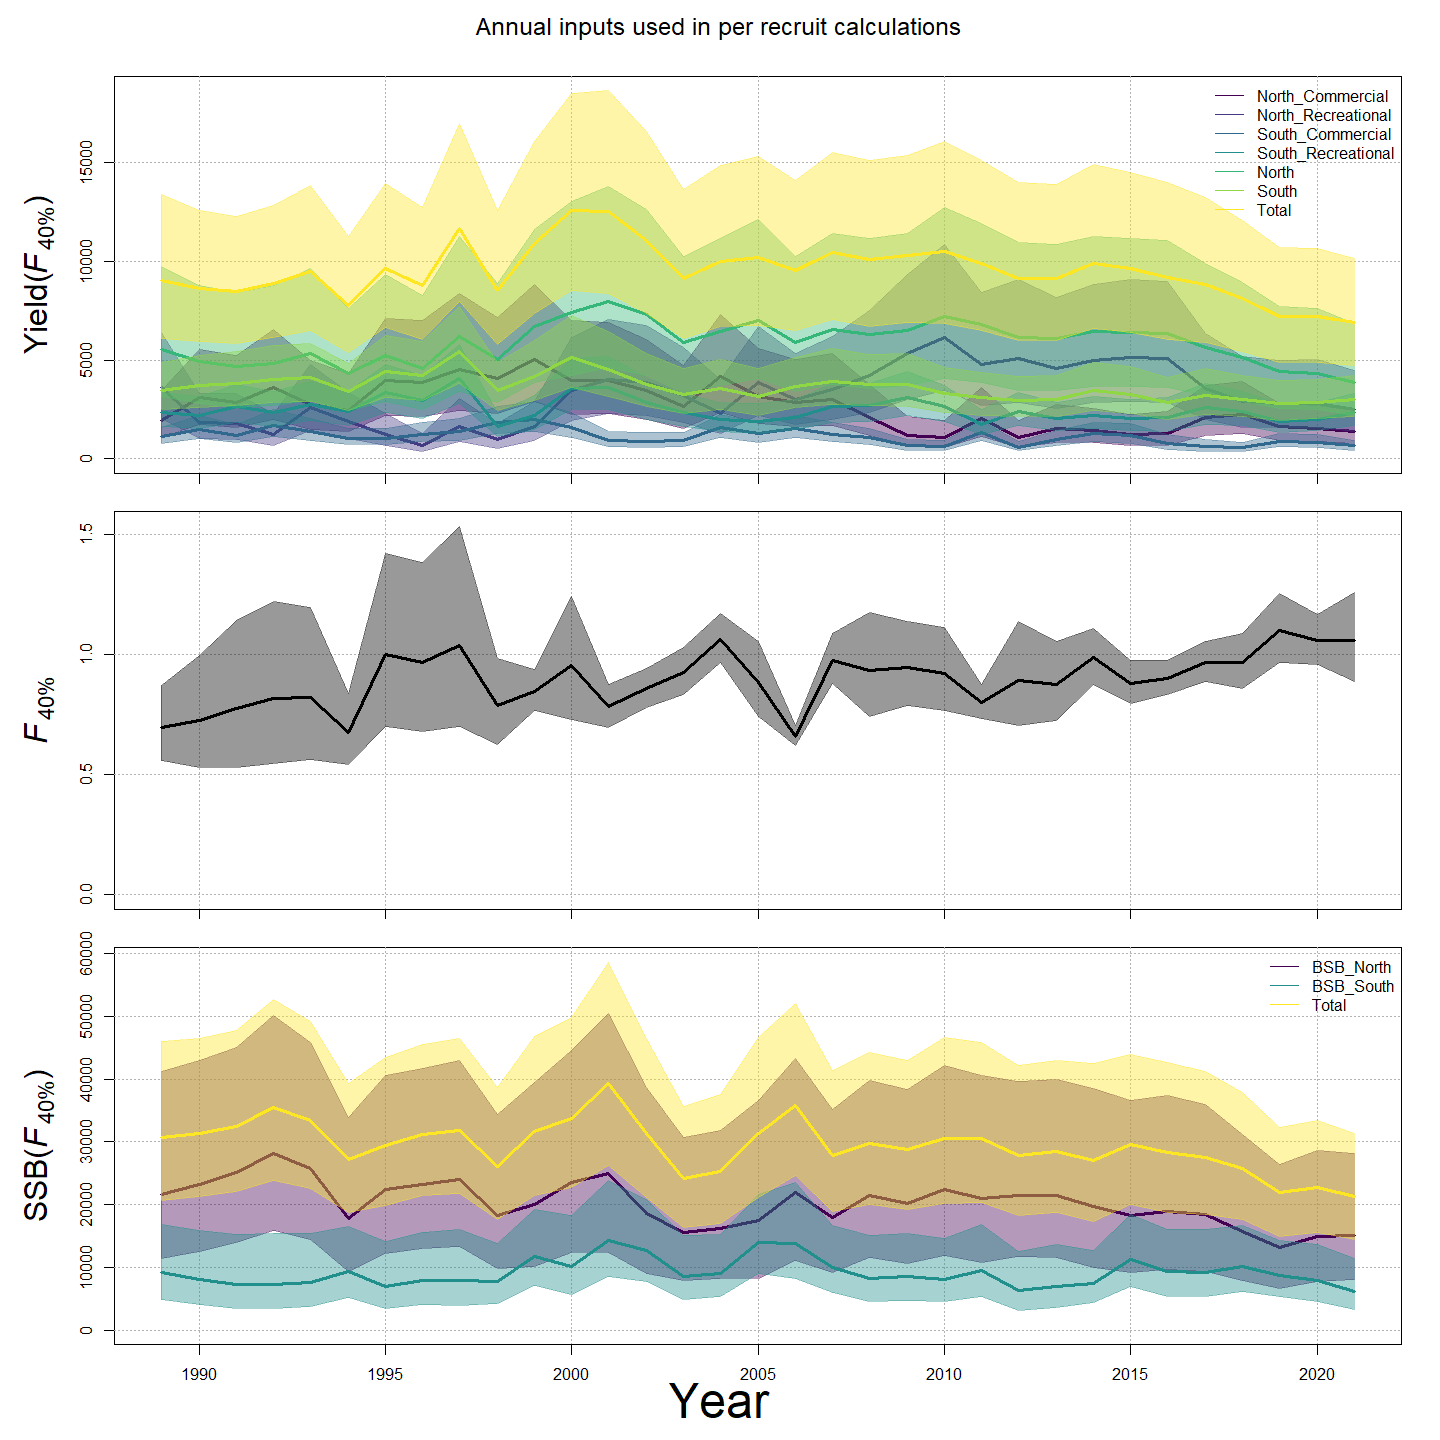 Annual inputs used in per recruit calculations
Yield(F40%)
15000
10000
5000
0
North_Commercial
North_Recreational
South_Commercial
South_Recreational
North
South
Total
F40%
1.5
1.0
0.5
0.0
SSB(F40%)
60000
50000
40000
30000
20000
10000
0
BSB_North
BSB_South
Total
1990 1995 2000 2005 2010 2015 2020
Year